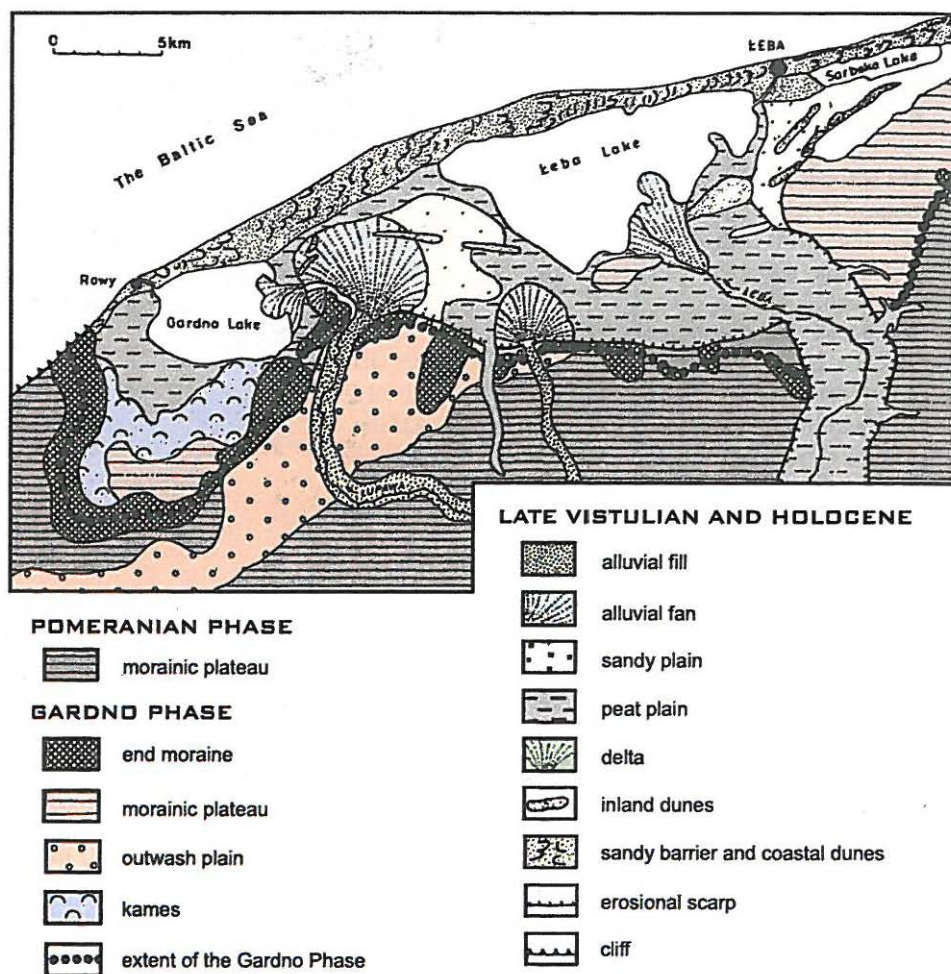 0 5km
ŁEBA
Sarbsko Lake
The Baltic Sea
Łeba Lake
Rowy
Gardno Lake
ŁEBA
ŁUPAWA
LATE VISTULIAN AND HOLOCENE
alluvial fill
alluvial fan
sandy plain
peat plain
delta
inland dunes
sandy barrier and coastal dunes
erosional scarp
cliff
POMERANIAN PHASE
morainic plateau
GARDNO PHASE
end moraine
morainic plateau
outwash plain
kames
extent of the Gardno Phase